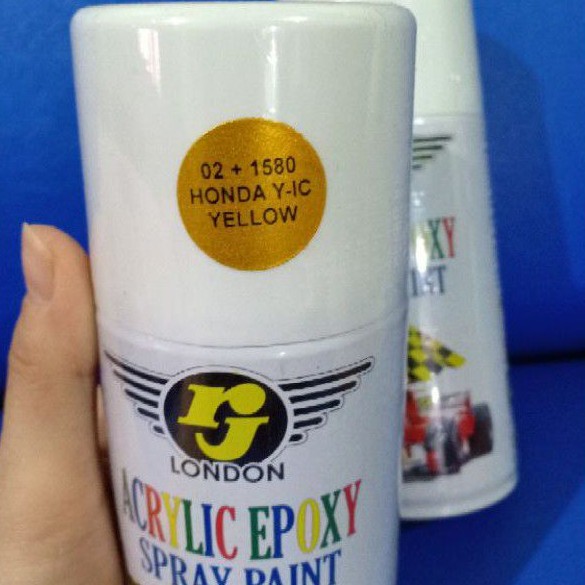 02 + 1580
HONDA Y-IC
YELLOW
rj
LONDON
ACRYLIC EPOXY
SPRAY PAINT